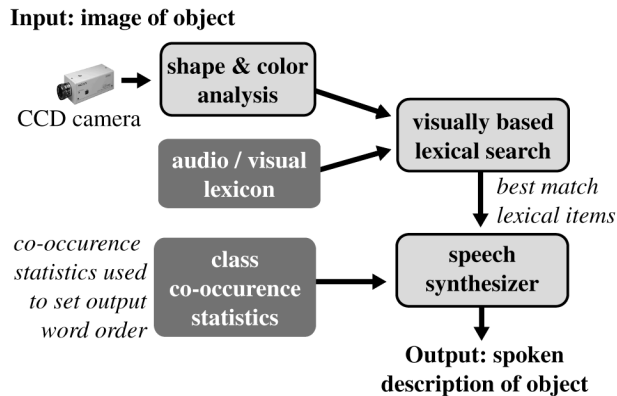 Input: image of object
CCD camera
shape & color
analysis
audio / visual
lexicon
visually based
lexical search
best match
lexical items
co-occurence
statistics used
to set output
word order
class
co-occurence
statistics
speech
synthesizer
Output: spoken
description of object